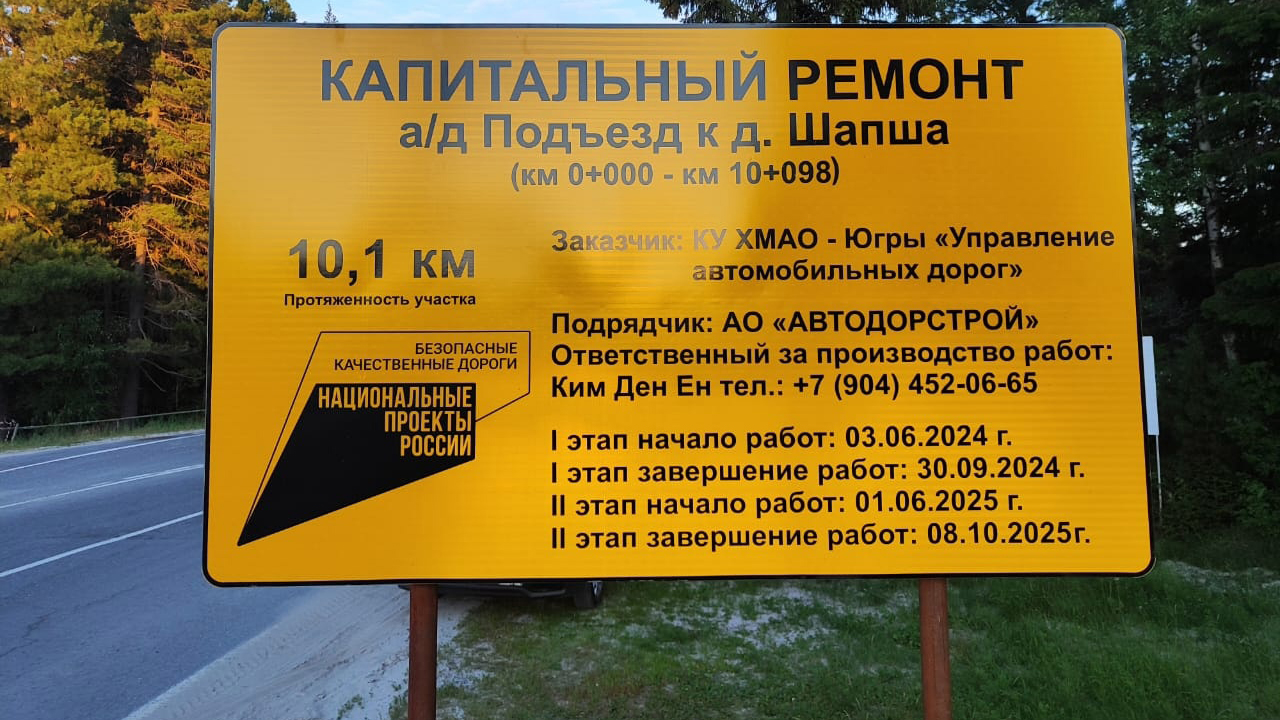 КАПИТАЛЬНЫЙ РЕМОНТ
а/д Подъезд к д. Шапша
(км 0+000 - км 10+098)
10,1 км
Протяженность участка
БЕЗОПАСНЫЕ
КАЧЕСТВЕННЫЕ ДОРОГИ
НАЦИОНАЛЬНЫЕ
ПРОЕКТЫ
РОССИИ
Заказчик: КУ ХМАО - Югры «Управление
автомобильных дорог»
Подрядчик: АО «АВТОДОРСТРОЙ»
Ответственный за производство работ:
Ким Ден Ен тел.: +7 (904) 452-06-65
I этап начало работ: 03.06.2024 г.
I этап завершение работ: 30.09.2024 г.
II этап начало работ: 01.06.2025 г.
II этап завершение работ: 08.10.2025г.